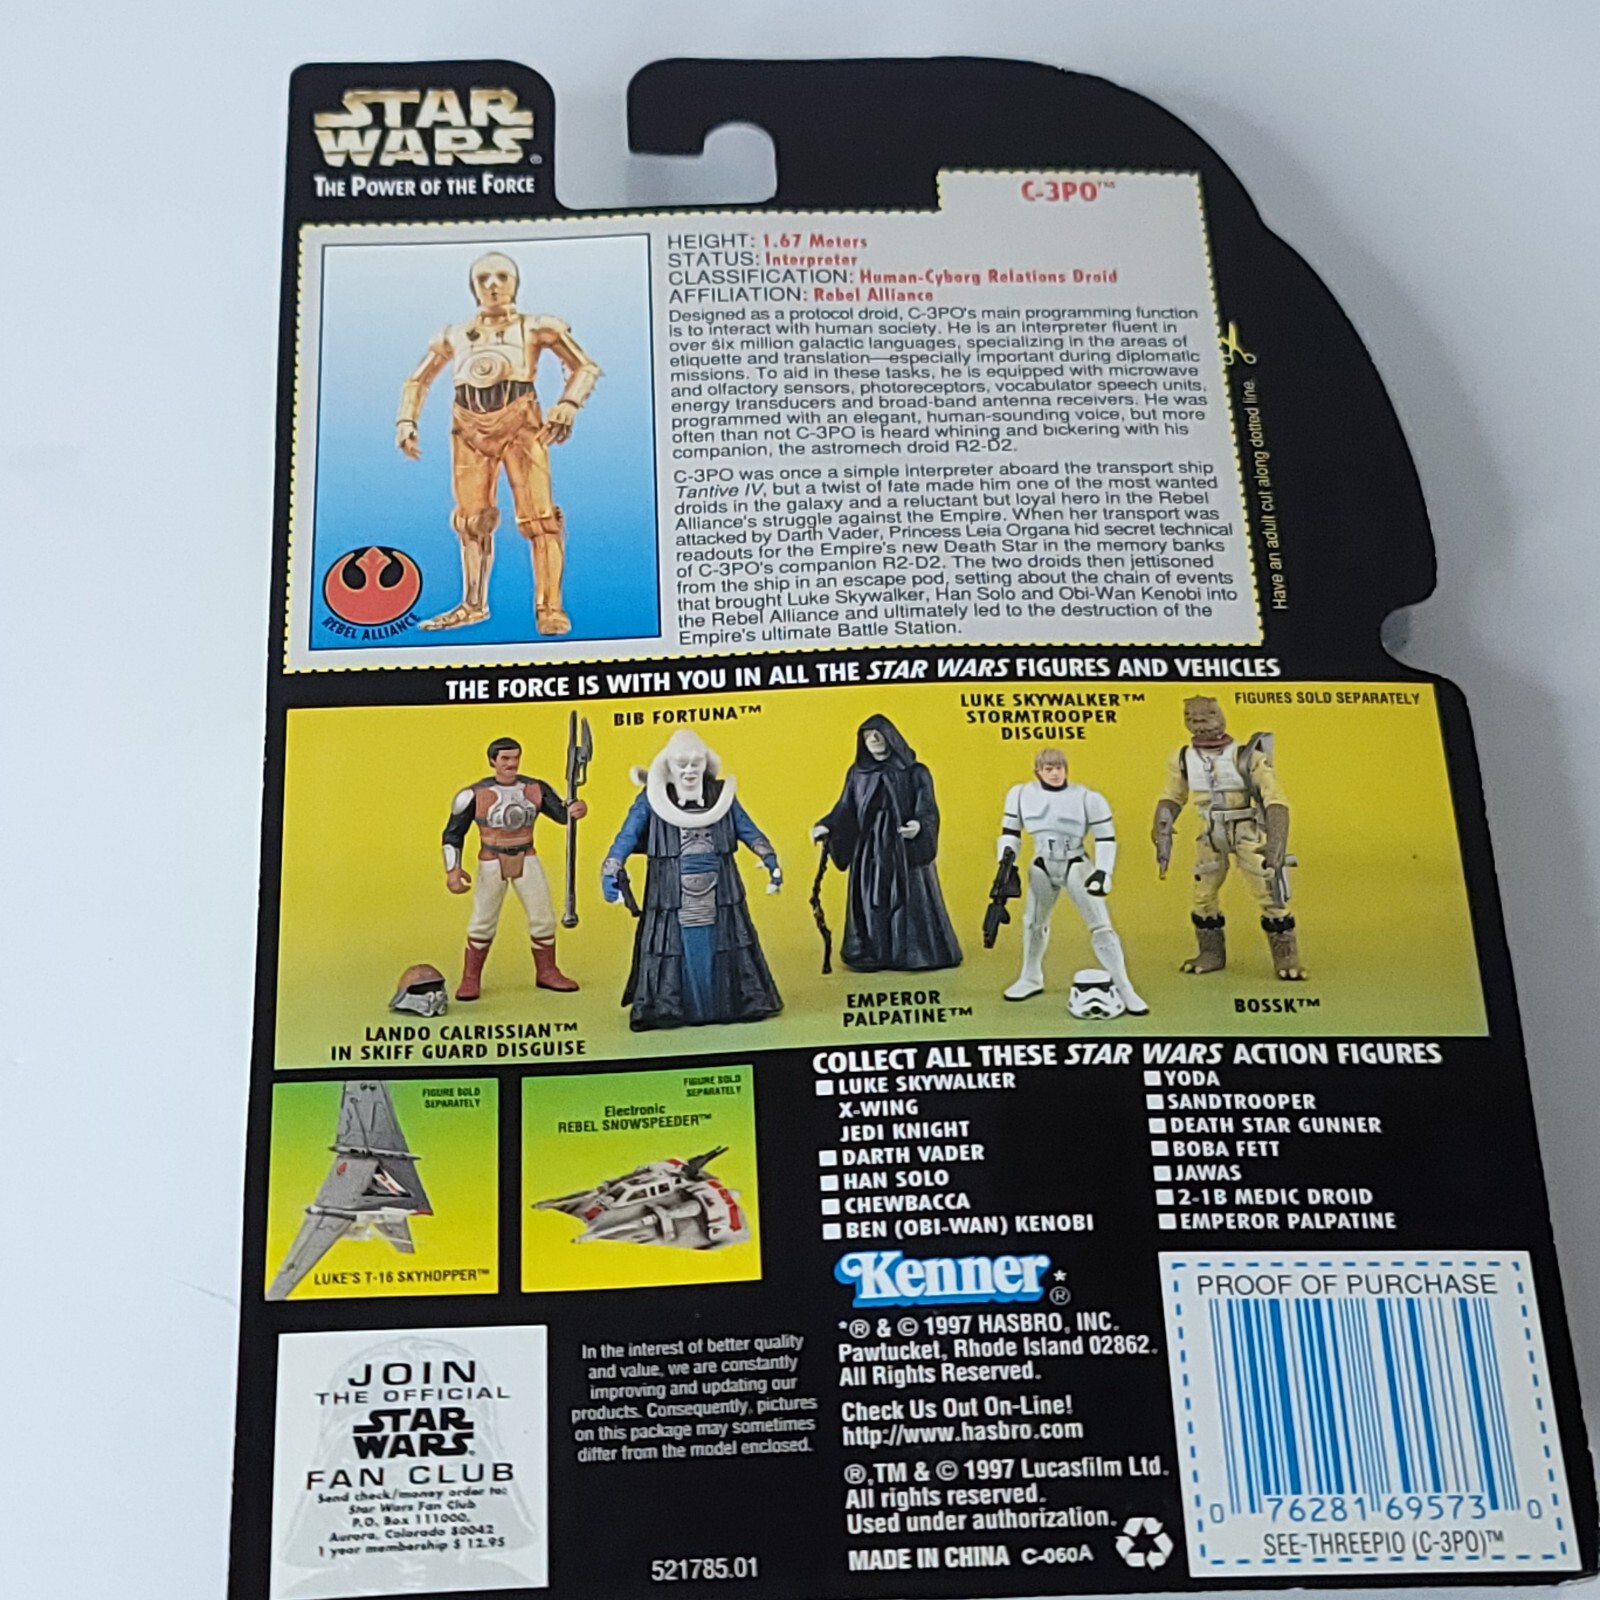 STAR
WARS®
THE POWER OF THE FORCE
C-3PO™
HEIGHT: 1.67 Meters
STATUS: Interpreter
CLASSIFICATION: Human-Cyborg Relations Droid
AFFILIATION: Rebel Alliance
Designed as a protocol droid, C-3PO's main programming function
is to interact with human society. He is an interpreter fluent in
over six million galactic languages, specializing in the areas of
etiquette and translation—especially important during diplomatic
missions. To aid in these tasks, he is equipped with microwave
and olfactory sensors, photoreceptors, vocabulator speech units,
energy transducers and broad-band antenna receivers. He was
programmed with an elegant, human-sounding voice, but more
often than not C-3PO is heard whining and bickering with his
companion, the astromech droid R2-D2.
C-3PO was once a simple interpreter aboard the transport ship
Tantive IV, but a twist of fate made him one of the most wanted
droids in the galaxy and a reluctant but loyal hero in the Rebel
Alliance's struggle against the Empire. When her transport was
attacked by Darth Vader, Princess Leia Organa hid secret technical
readouts for the Empire's new Death Star in the memory banks
of C-3PO's companion R2-D2. The two droids then jettisoned
from the ship in an escape pod, setting about the chain of events
that brought Luke Skywalker, Han Solo and Obi-Wan Kenobi into
the Rebel Alliance and ultimately led to the destruction of the
Empire's ultimate Battle Station.
REBEL ALLIANCE
Have an adult cut along dotted line.
THE FORCE IS WITH YOU IN ALL THE STAR WARS FIGURES AND VEHICLES
BIB FORTUNA™
LUKE SKYWALKER™
STORMTROOPER
DISGUISE
FIGURES SOLD SEPARATELY
LANDO CALRISSIAN™
IN SKIFF GUARD DISGUISE
EMPEROR
PALPATINE™
BOSSK™
FIGURE SOLD
SEPARATELY
LUKE'S T-16 SKYHOPPER™
FIGURE SOLD
SEPARATELY
Electronic
REBEL SNOWSPEEDER™
COLLECT ALL THESE STAR WARS ACTION FIGURES
LUKE SKYWALKER
X-WING
JEDI KNIGHT
DARTH VADER
HAN SOLO
CHEWBACCA
BEN (OBI-WAN) KENOBI
YODA
SANDTROOPER
DEATH STAR GUNNER
BOBA FETT
JAWAS
2-1B MEDIC DROID
EMPEROR PALPATINE
JOIN
THE OFFICIAL
STAR
WARS
FAN CLUB
Send check/money order to:
Star Wars Fan Club
P.O. Box 111000,
Aurora, Colorado 80042
1 year membership $ 12.95
In the interest of better quality
and value, we are constantly
improving and updating our
products. Consequently, pictures
on this package may sometimes
differ from the model enclosed.
521785.01
Kenner*®
*® & © 1997 HASBRO, INC.
Pawtucket, Rhode Island 02862.
All Rights Reserved.
Check Us Out On-Line!
http://www.hasbro.com
®,TM & © 1997 Lucasfilm Ltd.
All rights reserved.
Used under authorization.
MADE IN CHINA C-060A
PROOF OF PURCHASE
0 76281 69573 0
SEE-THREEPIO (C-3PO)™